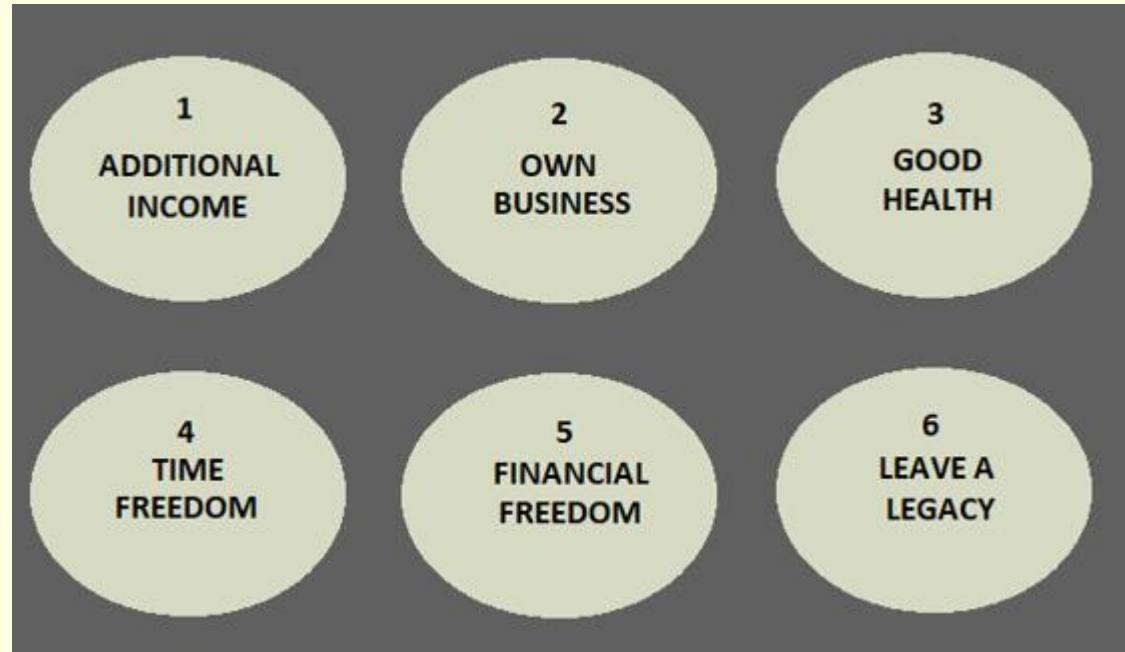 1
ADDITIONAL
INCOME
2
OWN
BUSINESS
3
GOOD
HEALTH
4
TIME
FREEDOM
5
FINANCIAL
FREEDOM
6
LEAVE A
LEGACY